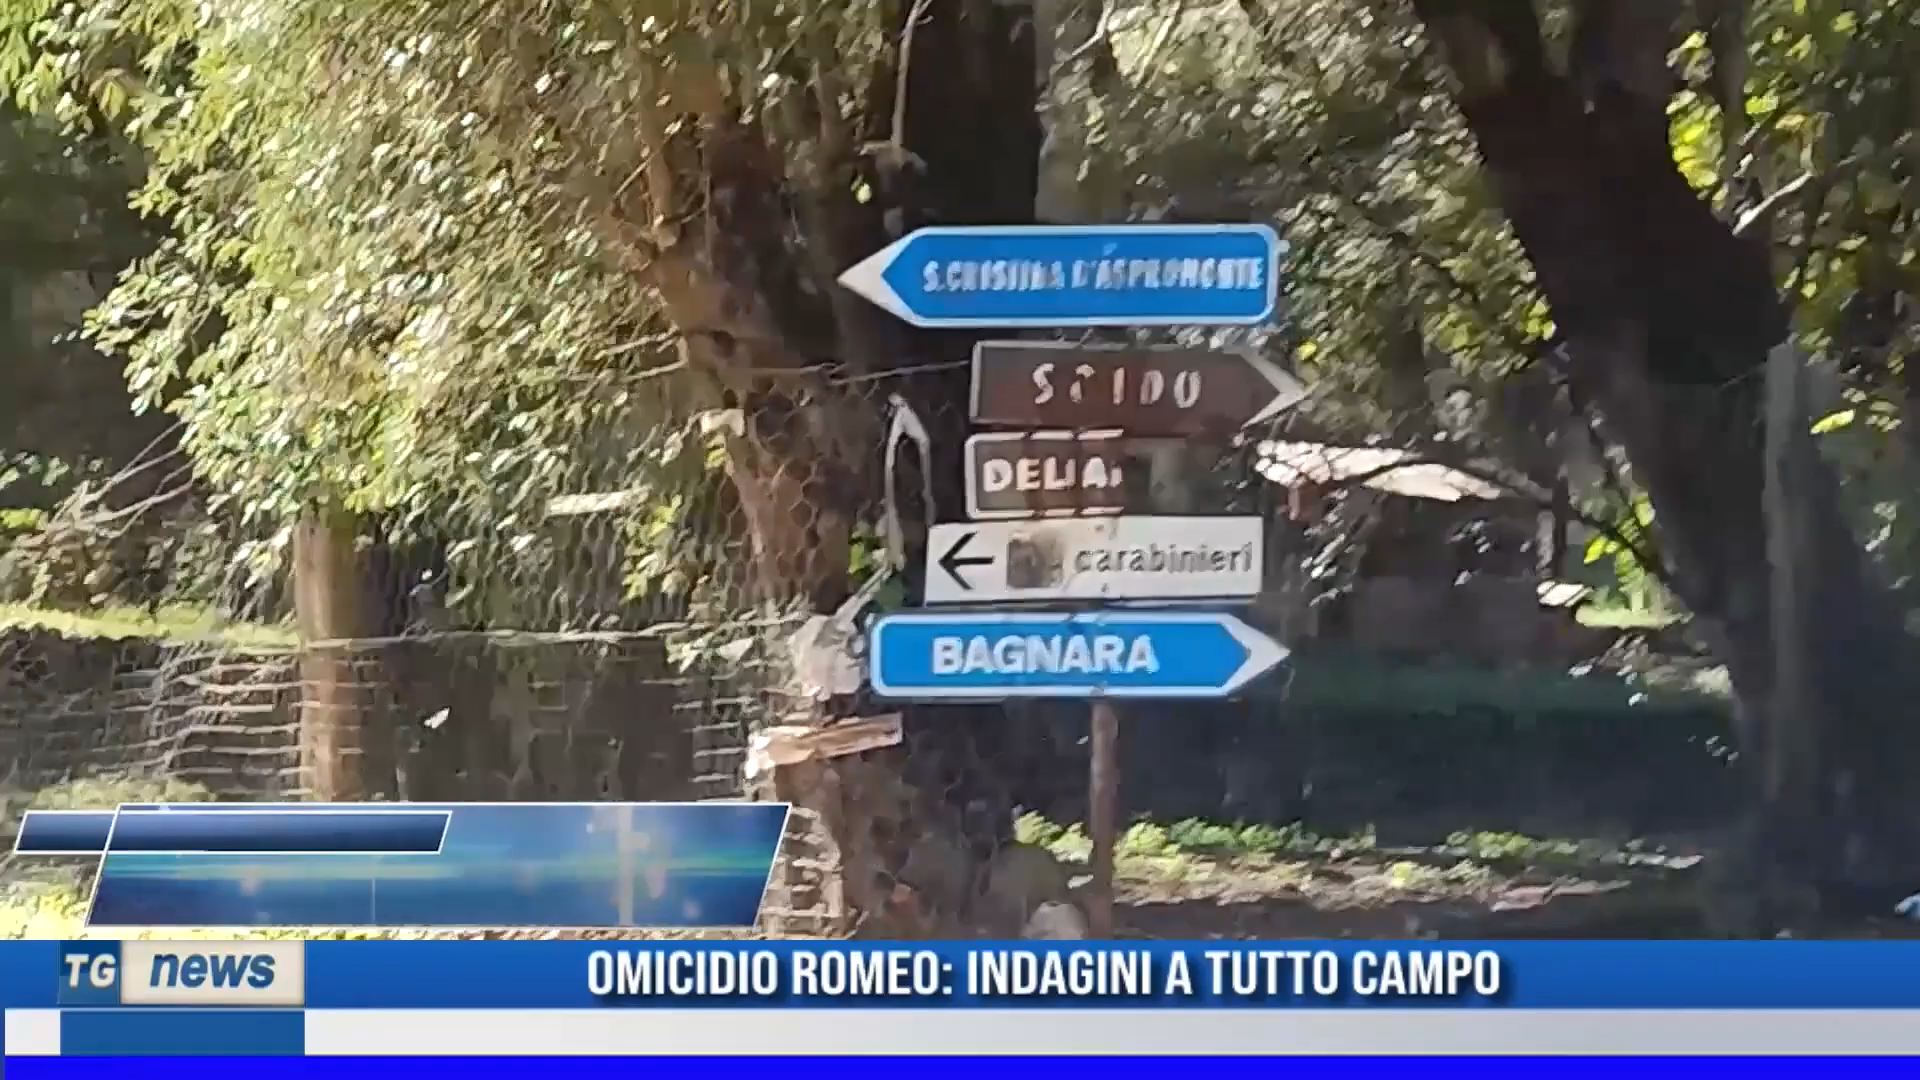 S.CRISTINA D'ASPROMONTE
SCIDO
DELIA
carabinieri
BAGNARA
TG news
OMICIDIO ROMEO: INDAGINI A TUTTO CAMPO